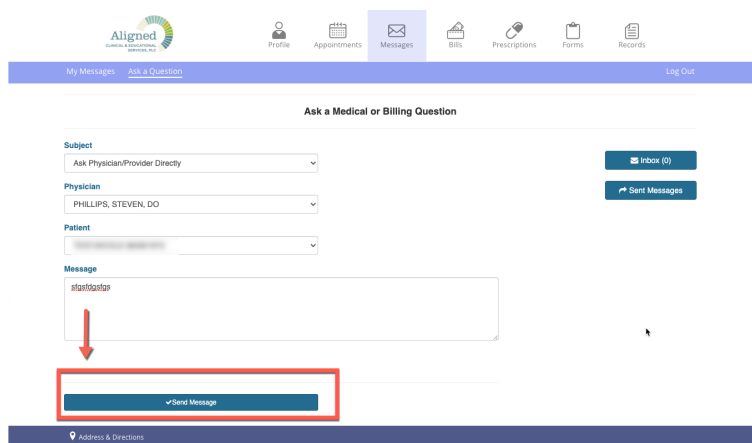 Aligned
CLINICAL & EDUCATIONAL
SERVICES, PLC
Profile
Appointments
Messages
Bills
Prescriptions
Forms
Records
My Messages Ask a Question Log Out
Ask a Medical or Billing Question
Subject
Ask Physician/Provider Directly
Inbox (0)
Physician
Sent Messages
PHILLIPS, STEVEN, DO
Patient
Message
sfgsfdgsfgs
Send Message
Address & Directions